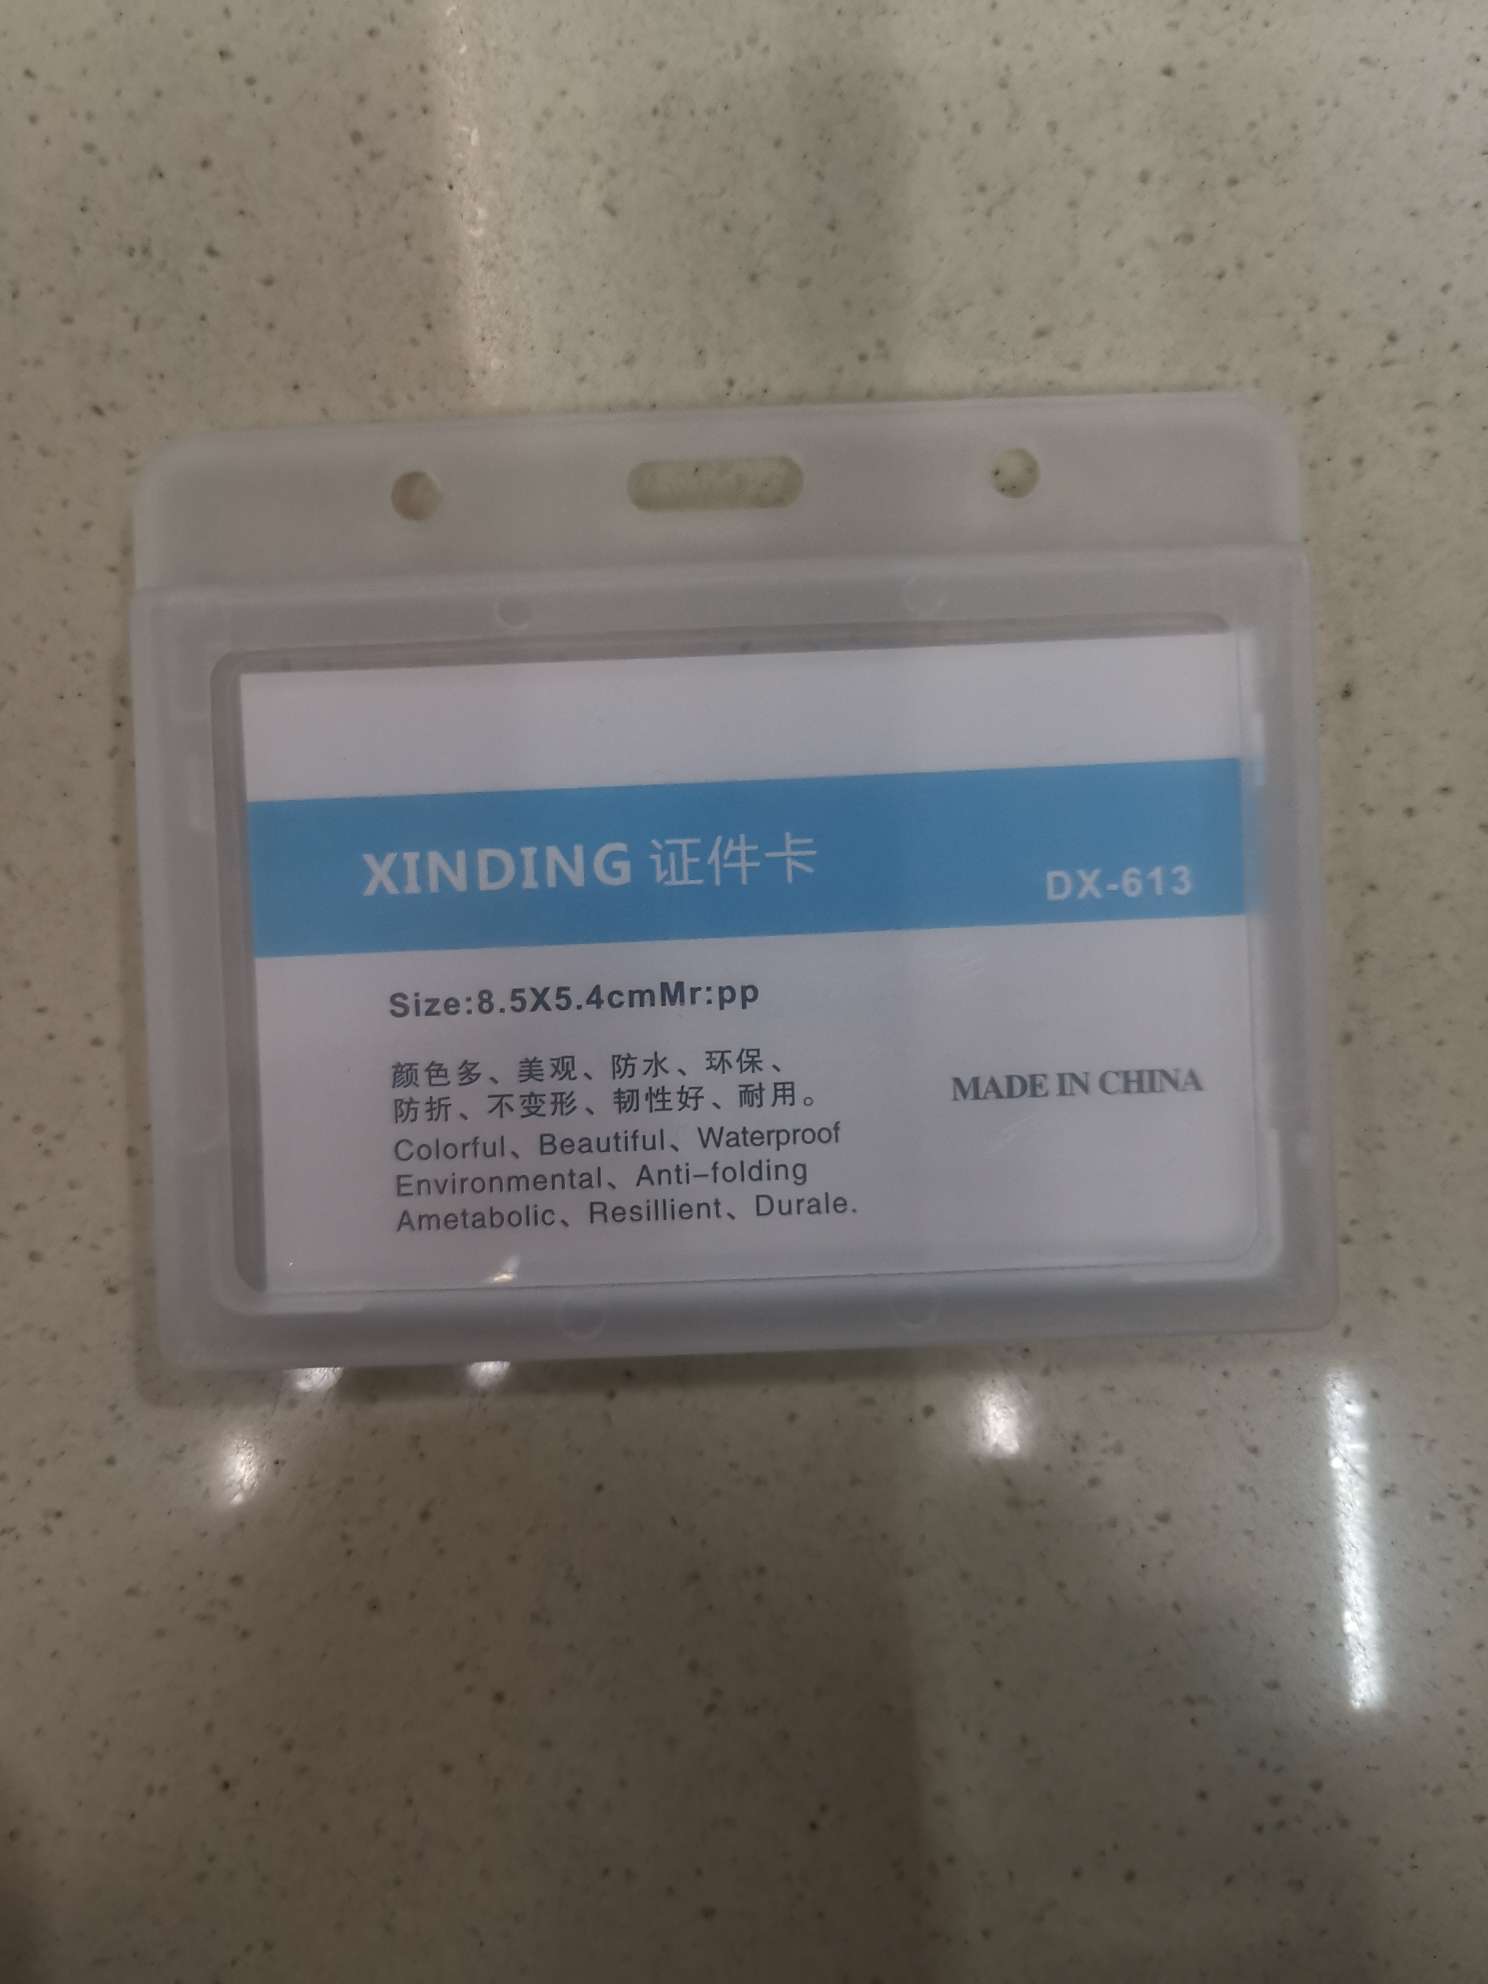 XINDING 证件卡
DX-613
Size:8.5X5.4cmMr:pp
颜色多、美观、防水、环保、
防折、不变形、韧性好、耐用。
Colorful、Beautiful、Waterproof
Environmental、Anti-folding
Ametabolic、Resillient、Durale.
MADE IN CHINA